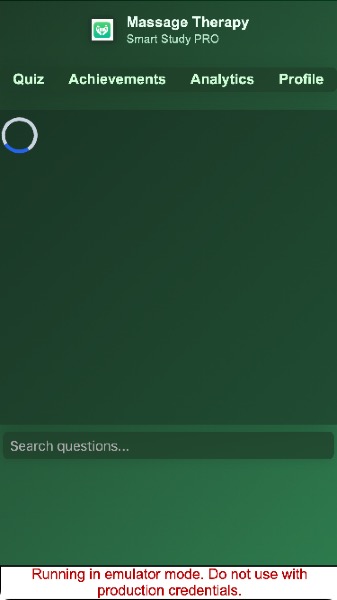 Massage Therapy
Smart Study PRO
Quiz Achievements Analytics Profile
Search questions...
Running in emulator mode. Do not use with
production credentials.